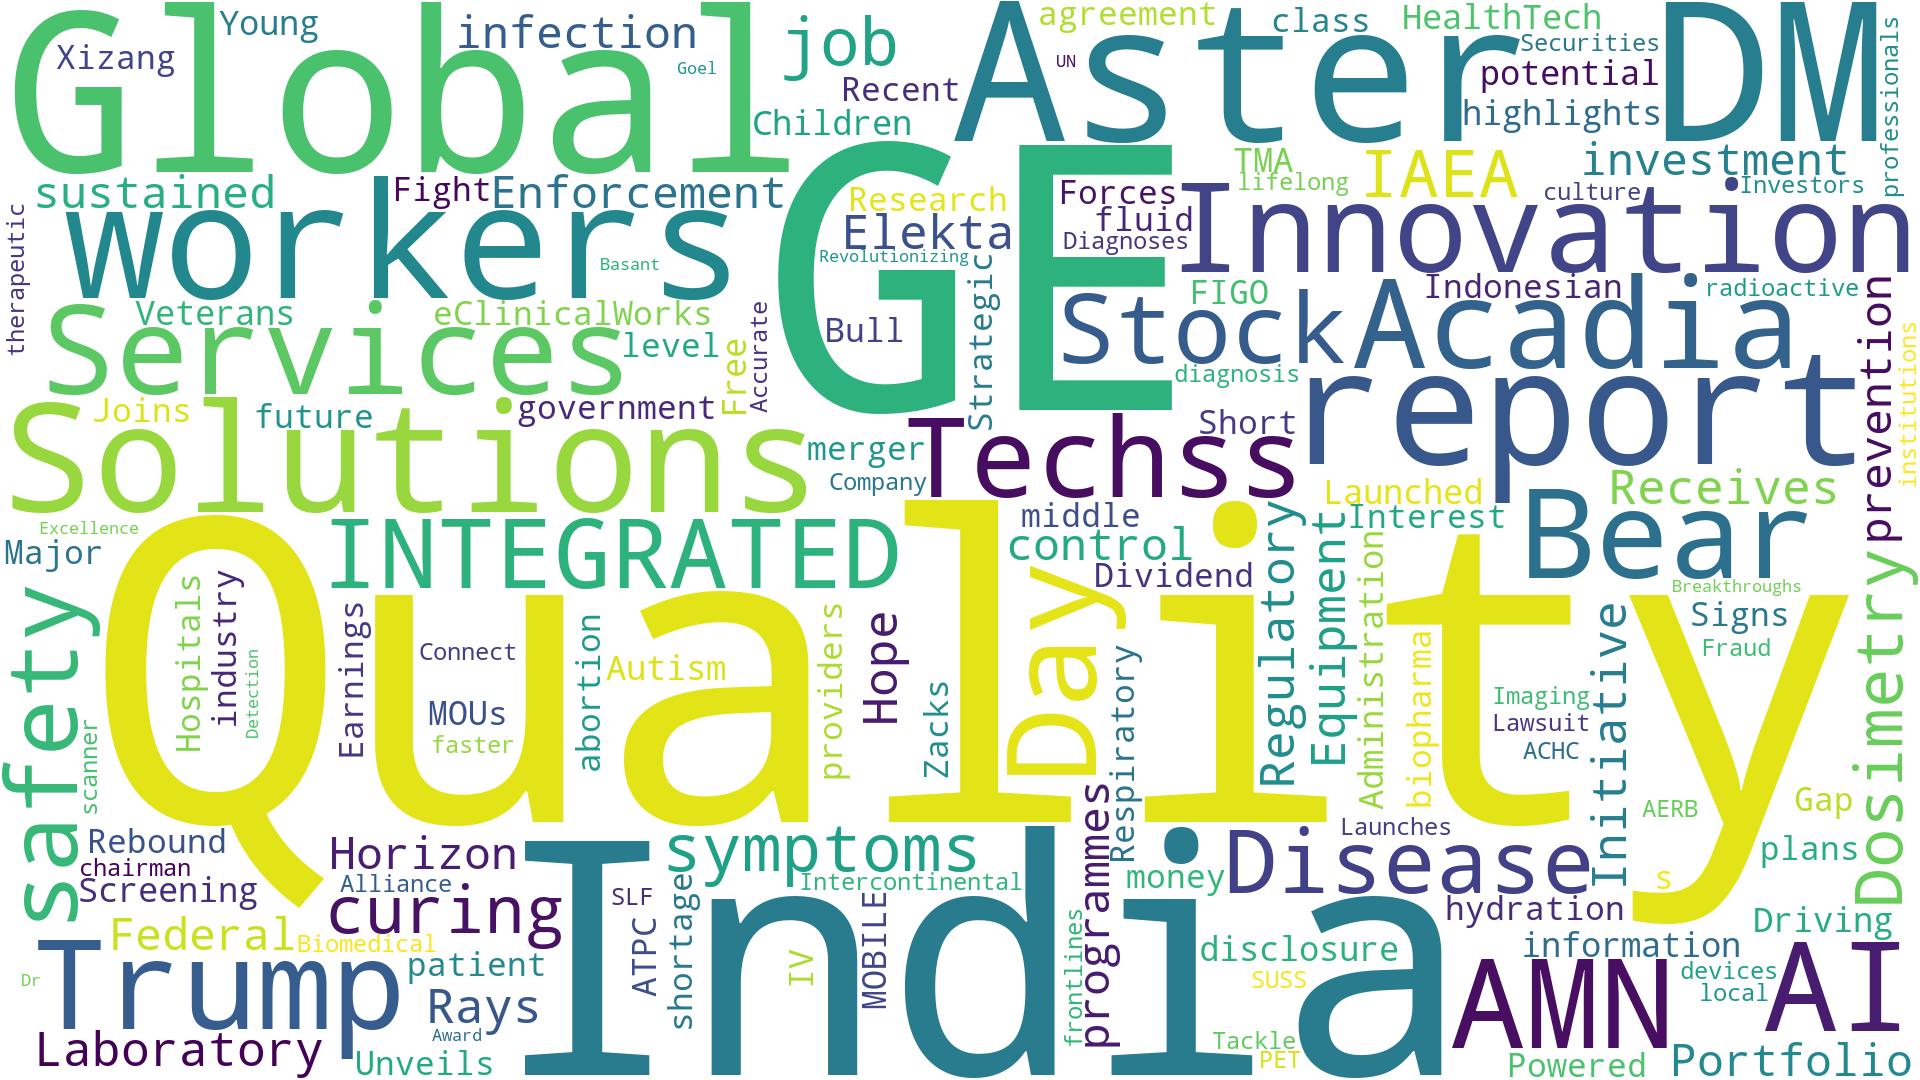 Global
Aster
DM
Xizang
Young
infection
Goel
job
Recent
Children
agreement
UN
class
HealthTech
Securities
potential
highlights
professionals
sustained
Fight
Enforcement
workers
GE
Research
Elekta
Revolutionizing
Forces
fluid
Diagnoses
TMA
lifelong
IAEA
investment
culture
Investors
Innovation
therapeutic
Basant
Veterans
eClinicalWorks
Services
level
Free
Accurate
Bull
Strategic
FIGO
Stock
diagnosis
Indonesian
radioactive
Acadia
prevention
institutions
Joins
future
government
Solutions
merger
Company
Techss
Short
report
Excellence
Major
INTEGRATED
middle
control
Dividend
Launched
Interest
Receives
Bear
Quality
safety
Hospitals
industry
Detection
scanner
Earnings
Connect
MOUs
faster
abortion
Autism
providers
Hope
Zacks
Day
Respiratory
Regulatory
Equipment
Administration
biopharma
Imaging
Lawsuit
ACHC
Initiative
Breakthroughs
Signs
Fraud
AERB
Gap
plans
Dosimetry
Rebound
chairman
Screening
Horizon
Alliance
curing
India
symptoms
Intercontinental
programmes
money
Launches
Disease
s
hydration
Driving
Federal
Biomedical
Dr
Trump
patient
Rays
Award
SLF
ATPC
shortage
IV
MOBILE
frontlines
disclosure
SUSS
Tackle
PET
information
devices
local
AMN
AI
Laboratory
Unveils
Powered
Portfolio